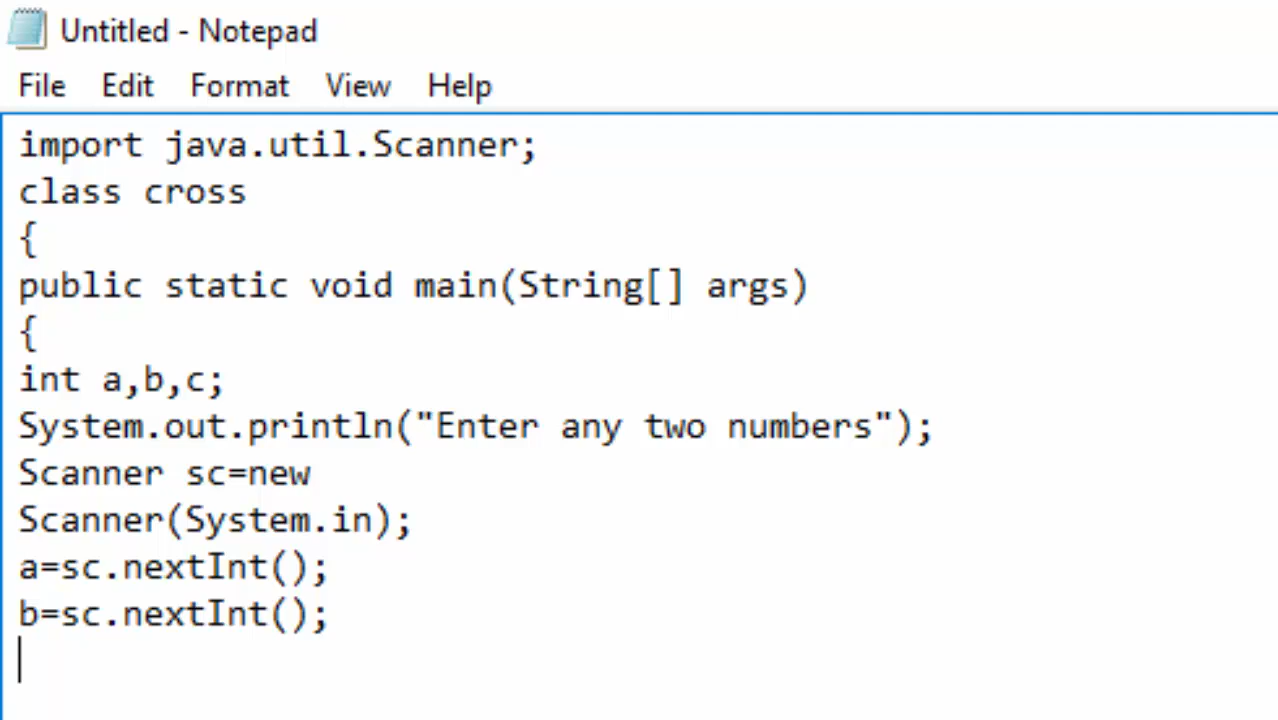 Untitled - Notepad
File Edit Format View Help
import java.util.Scanner;
class cross
{
public static void main(String[] args)
{
int a,b,c;
System.out.println("Enter any two numbers");
Scanner sc=new
Scanner(System.in);
a=sc.nextInt();
b=sc.nextInt();